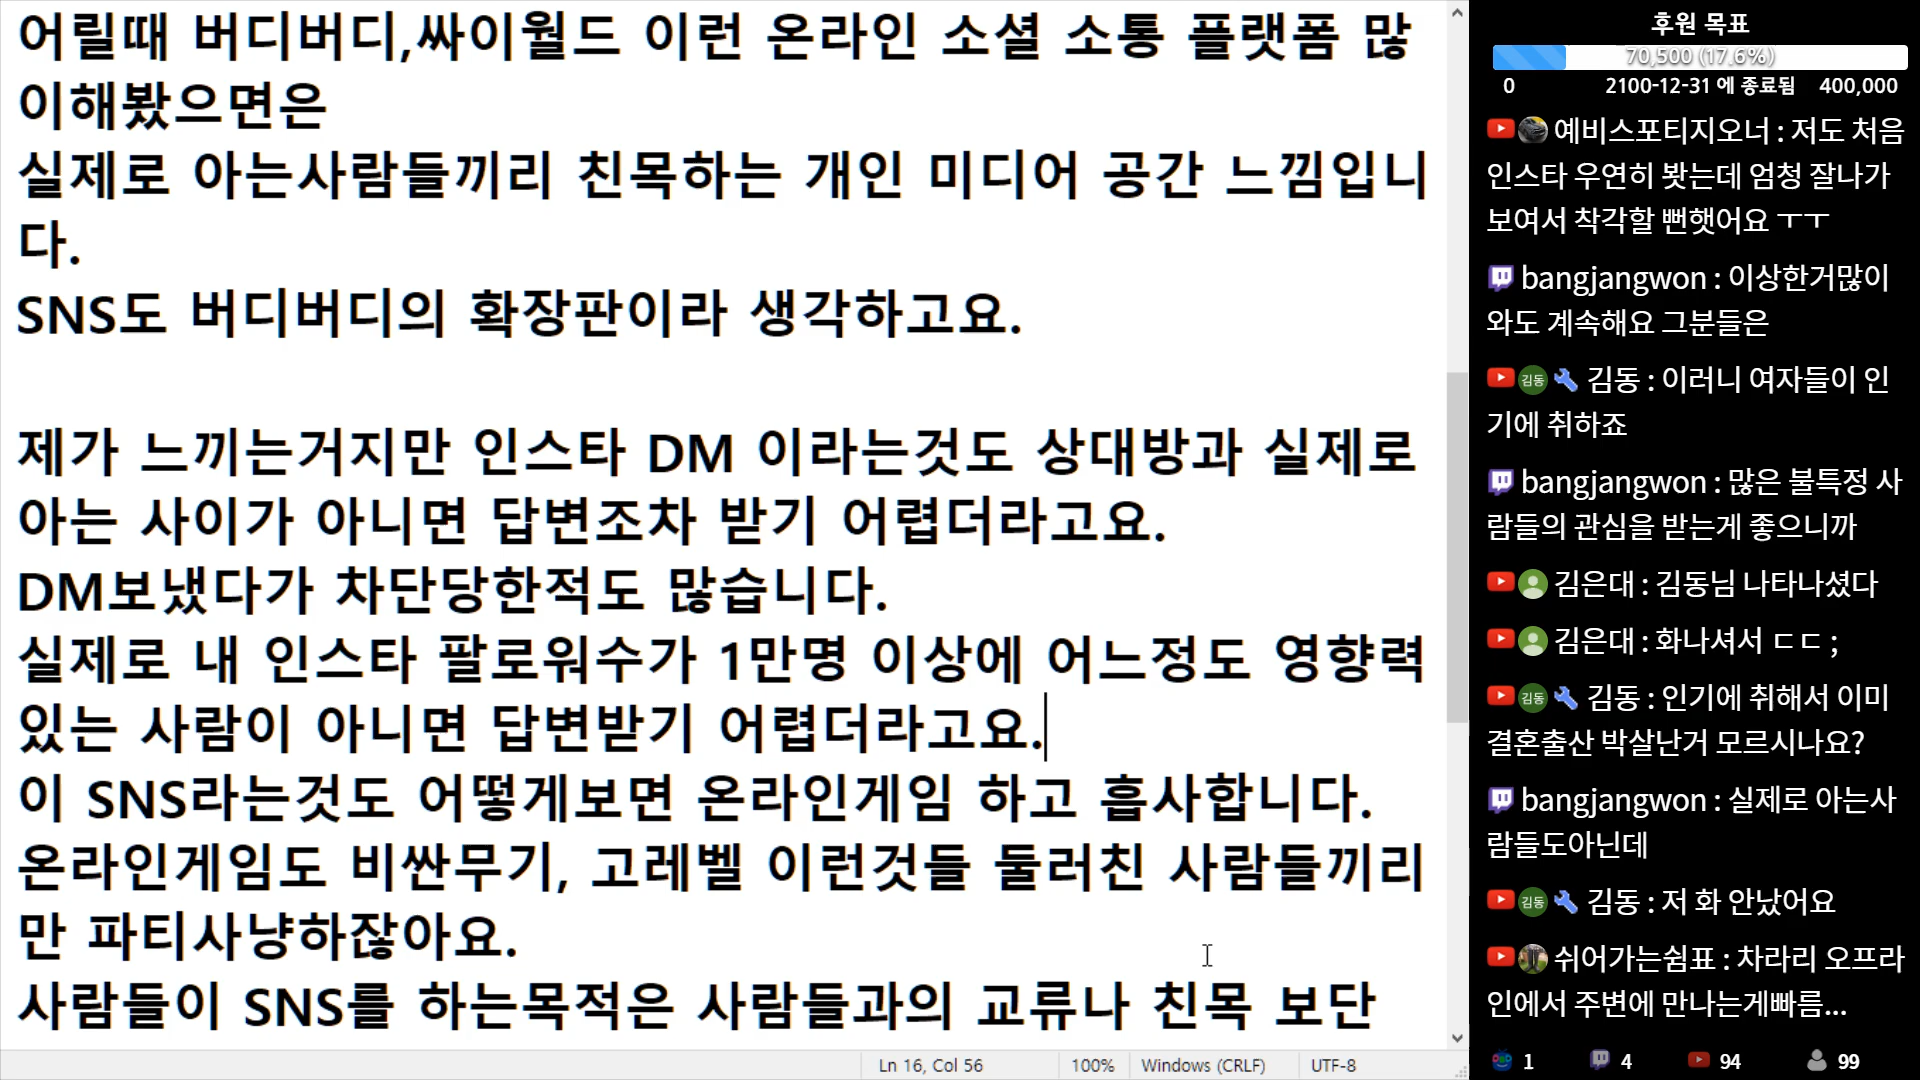 어릴때 버디버디,싸이월드 이런 온라인 소셜 소통 플랫폼 많
이해봤으면은
실제로 아는사람들끼리 친목하는 개인 미디어 공간 느낌입니
다.
SNS도 버디버디의 확장판이라 생각하고요.
제가 느끼는거지만 인스타 DM 이라는것도 상대방과 실제로
아는 사이가 아니면 답변조차 받기 어렵더라고요.
DM보냈다가 차단당한적도 많습니다.
실제로 내 인스타 팔로워수가 1만명 이상에 어느정도 영향력
있는 사람이 아니면 답변받기 어렵더라고요.
이 SNS라는것도 어떻게보면 온라인게임 하고 흡사합니다.
온라인게임도 비싼무기, 고레벨 이런것들 둘러친 사람들끼리
만 파티사냥하잖아요.
사람들이 SNS를 하는목적은 사람들과의 교류나 친목 보단
Ln 16, Col 56
100%
Windows (CRLF)
UTF-8
후원 목표
70,500 (17.6%)
0 2100-12-31 에 종료됨 400,000
예비스포티지오너 : 저도 처음
인스타 우연히 봣는데 엄청 잘나가
보여서 착각할 뻔햇어요 ㅜㅜ
bangjangwon : 이상한거많이
와도 계속해요 그분들은
김동 김동 : 이러니 여자들이 인
기에 취하죠
bangjangwon : 많은 불특정 사
람들의 관심을 받는게 좋으니까
김은대 : 김동님 나타나셨다
김은대 : 화나셔서 ㄷㄷ ;
김동 김동 : 인기에 취해서 이미
결혼출산 박살난거 모르시나요?
bangjangwon : 실제로 아는사
람들도아닌데
김동 김동 : 저 화 안났어요
쉬어가는쉼표 : 차라리 오프라
인에서 주변에 만나는게빠름...
1 4 94 99